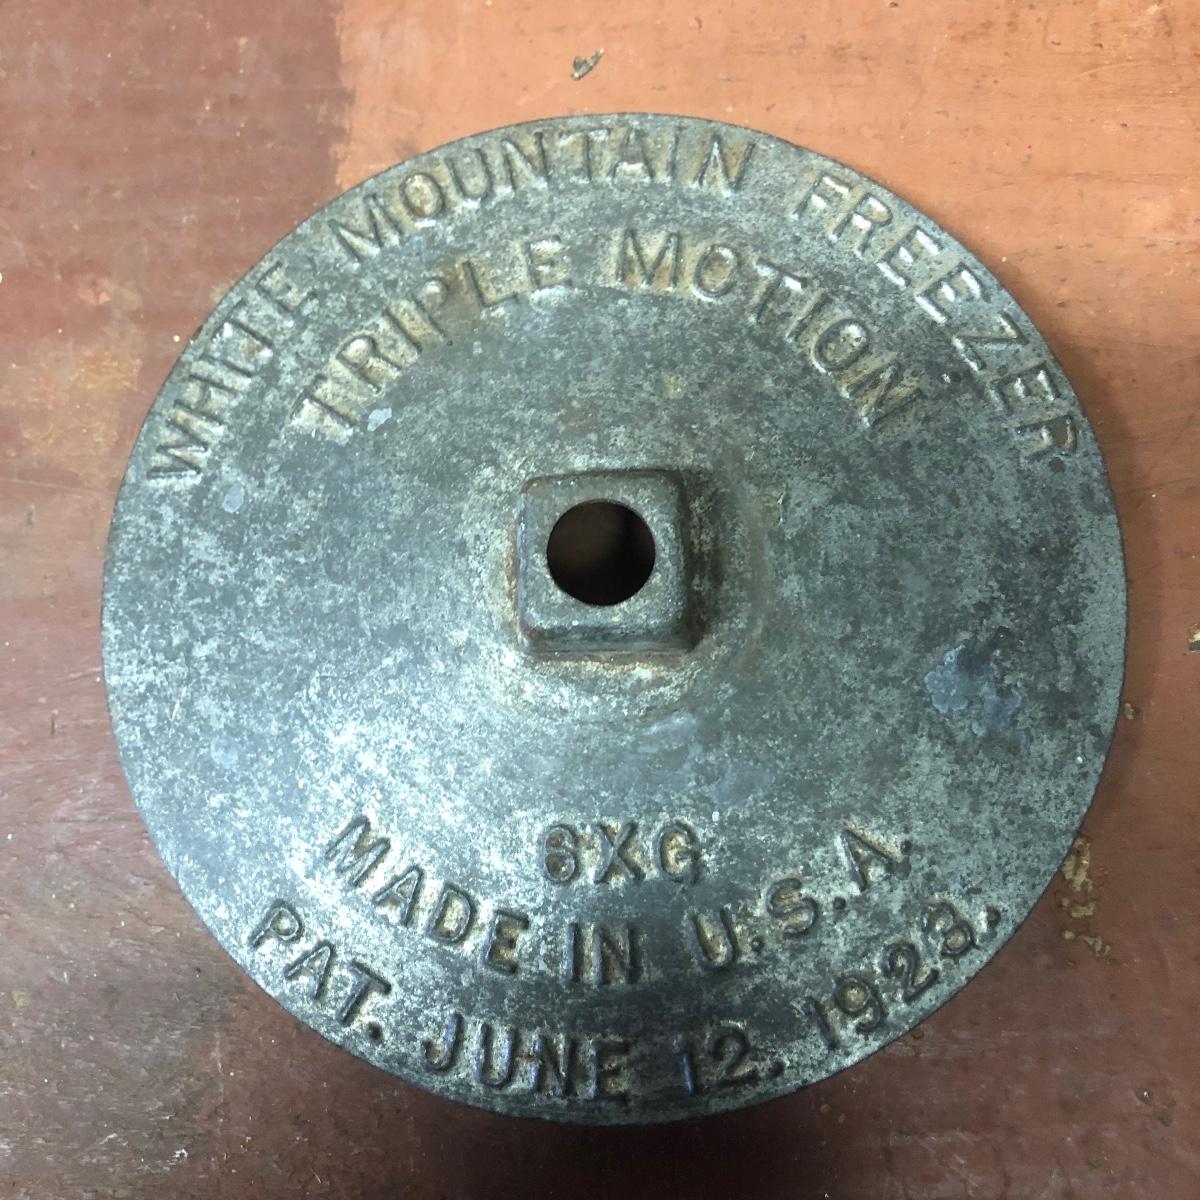 WHITE MOUNTAIN FREEZER
TRIPLE MOTION
6XG
MADE IN U.S.A.
PAT. JUNE 12. 1923.